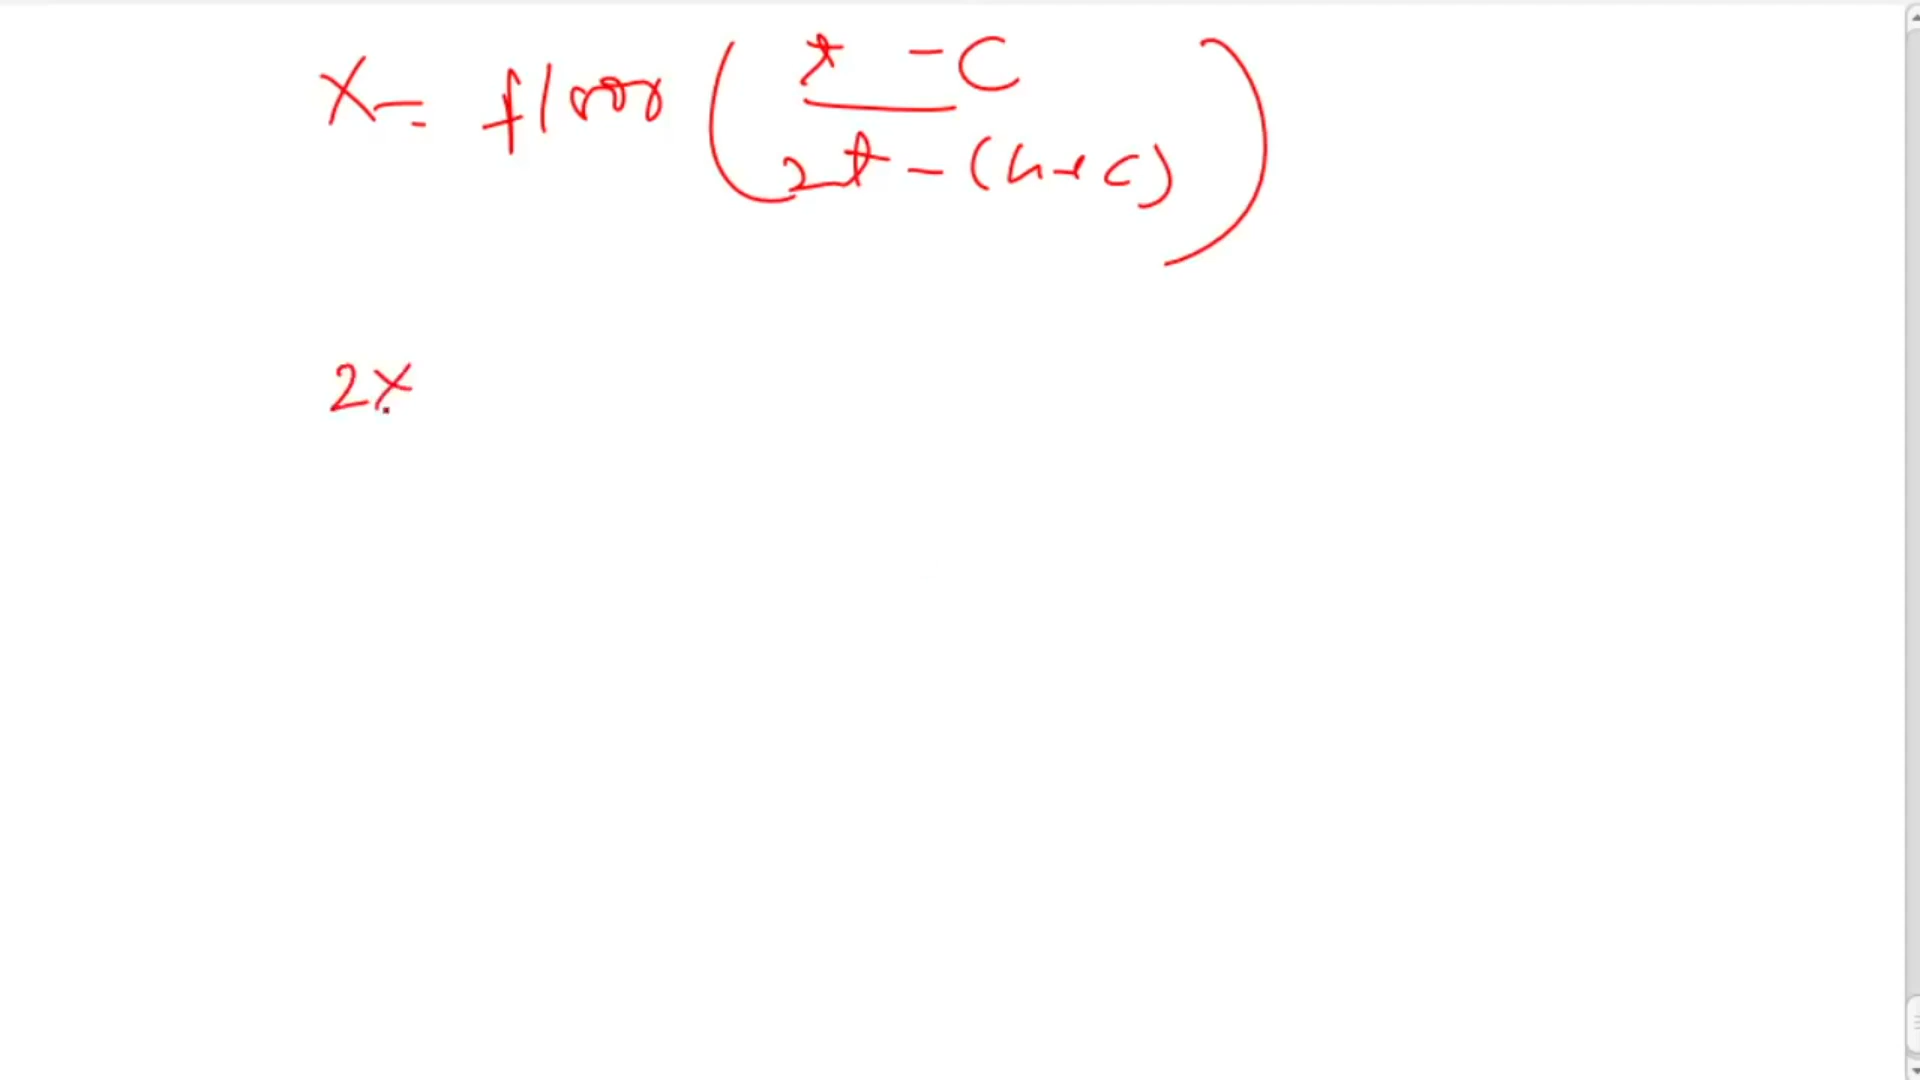 x = floor ( t - c / 2t - (h+c) )
2x